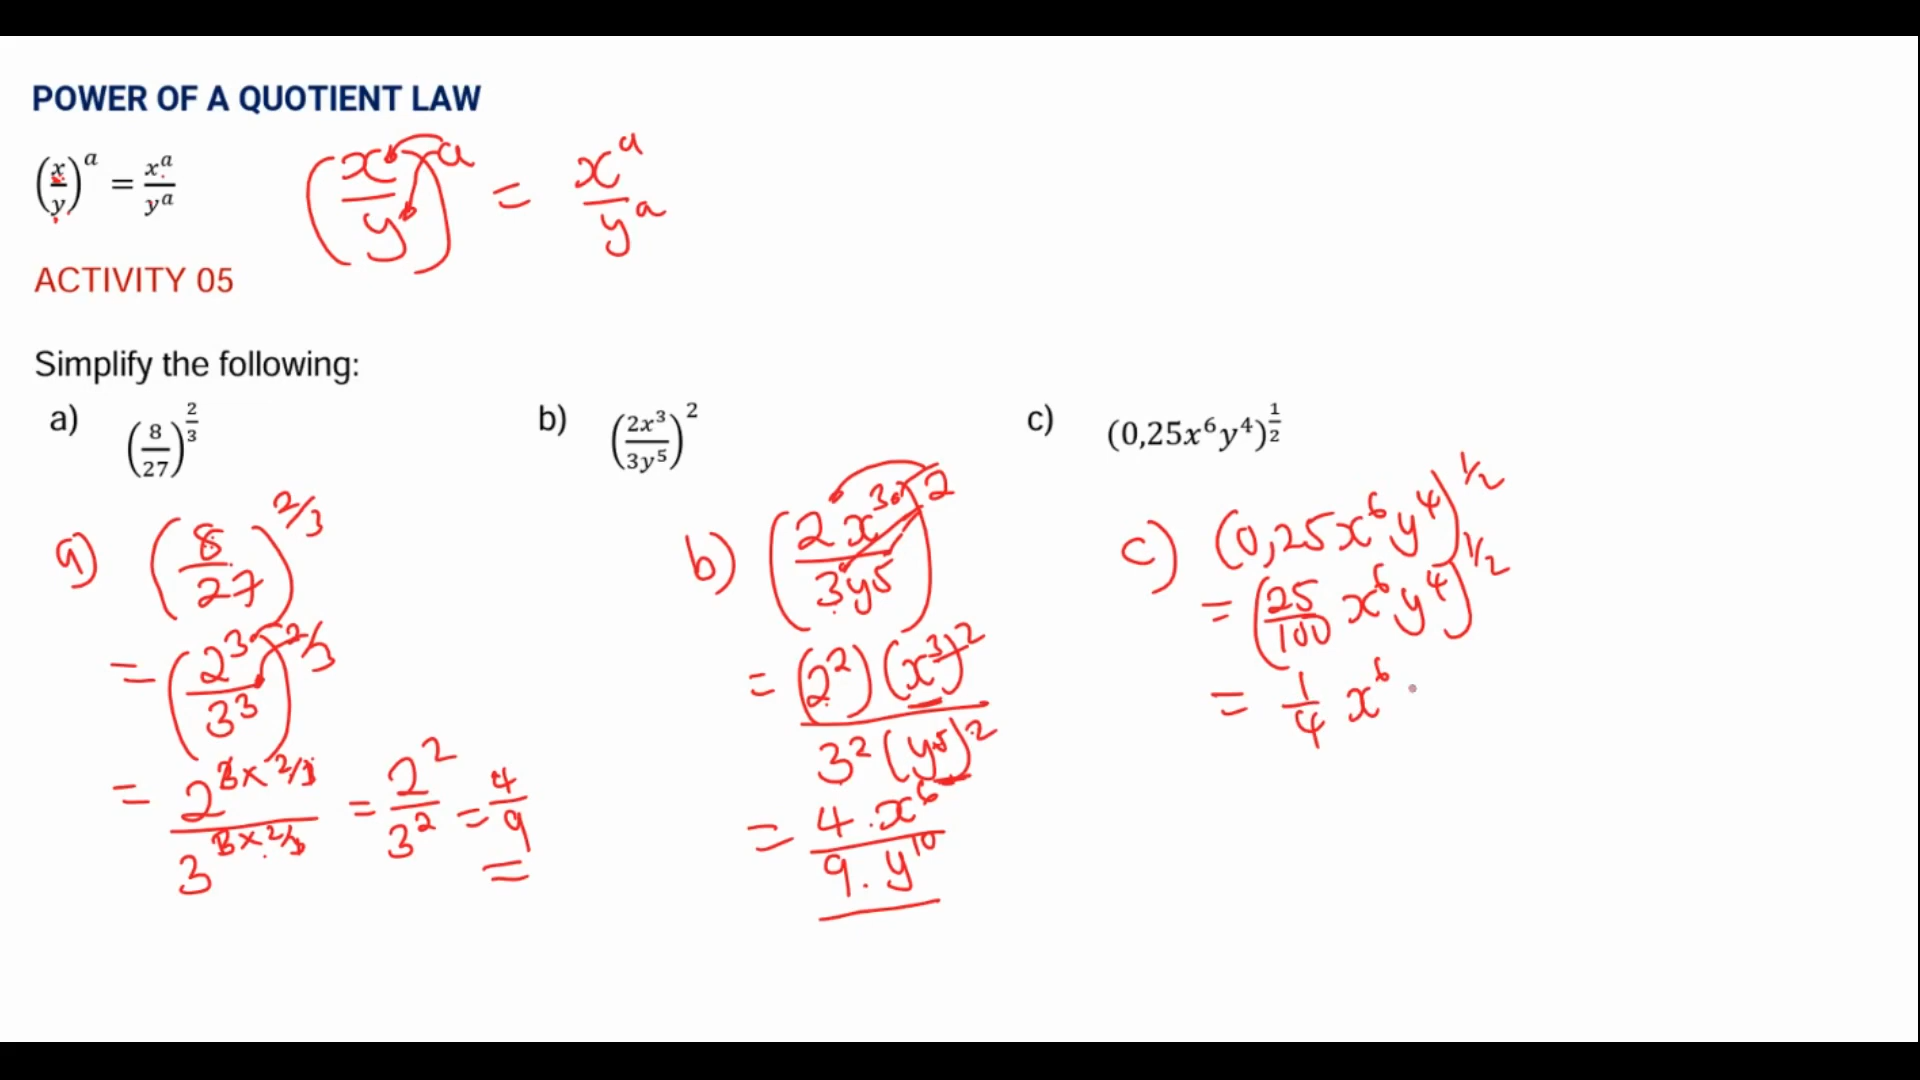 POWER OF A QUOTIENT LAW
(x/y)^a = x^a/y^a
(x/y)^a = x^a/y^a
ACTIVITY 05
Simplify the following:
a) (8/27)^(2/3)
b) (2x³/3y⁵)²
c) (0,25x⁶y⁴)^(1/2)
a) (8/27)^(2/3)
= (2³/3³)^(2/3)
= 2^(3×2/3)/3^(3×2/3) = 2²/3² = 4/9
b) (2x³/3y⁵)²
= (2²)(x³)²/3²(y⁵)²
= 4.x⁶/9.y¹⁰
c) (0,25x⁶y⁴)^(1/2)
= (25/100 x⁶y⁴)^(1/2)
= 1/4 x⁶